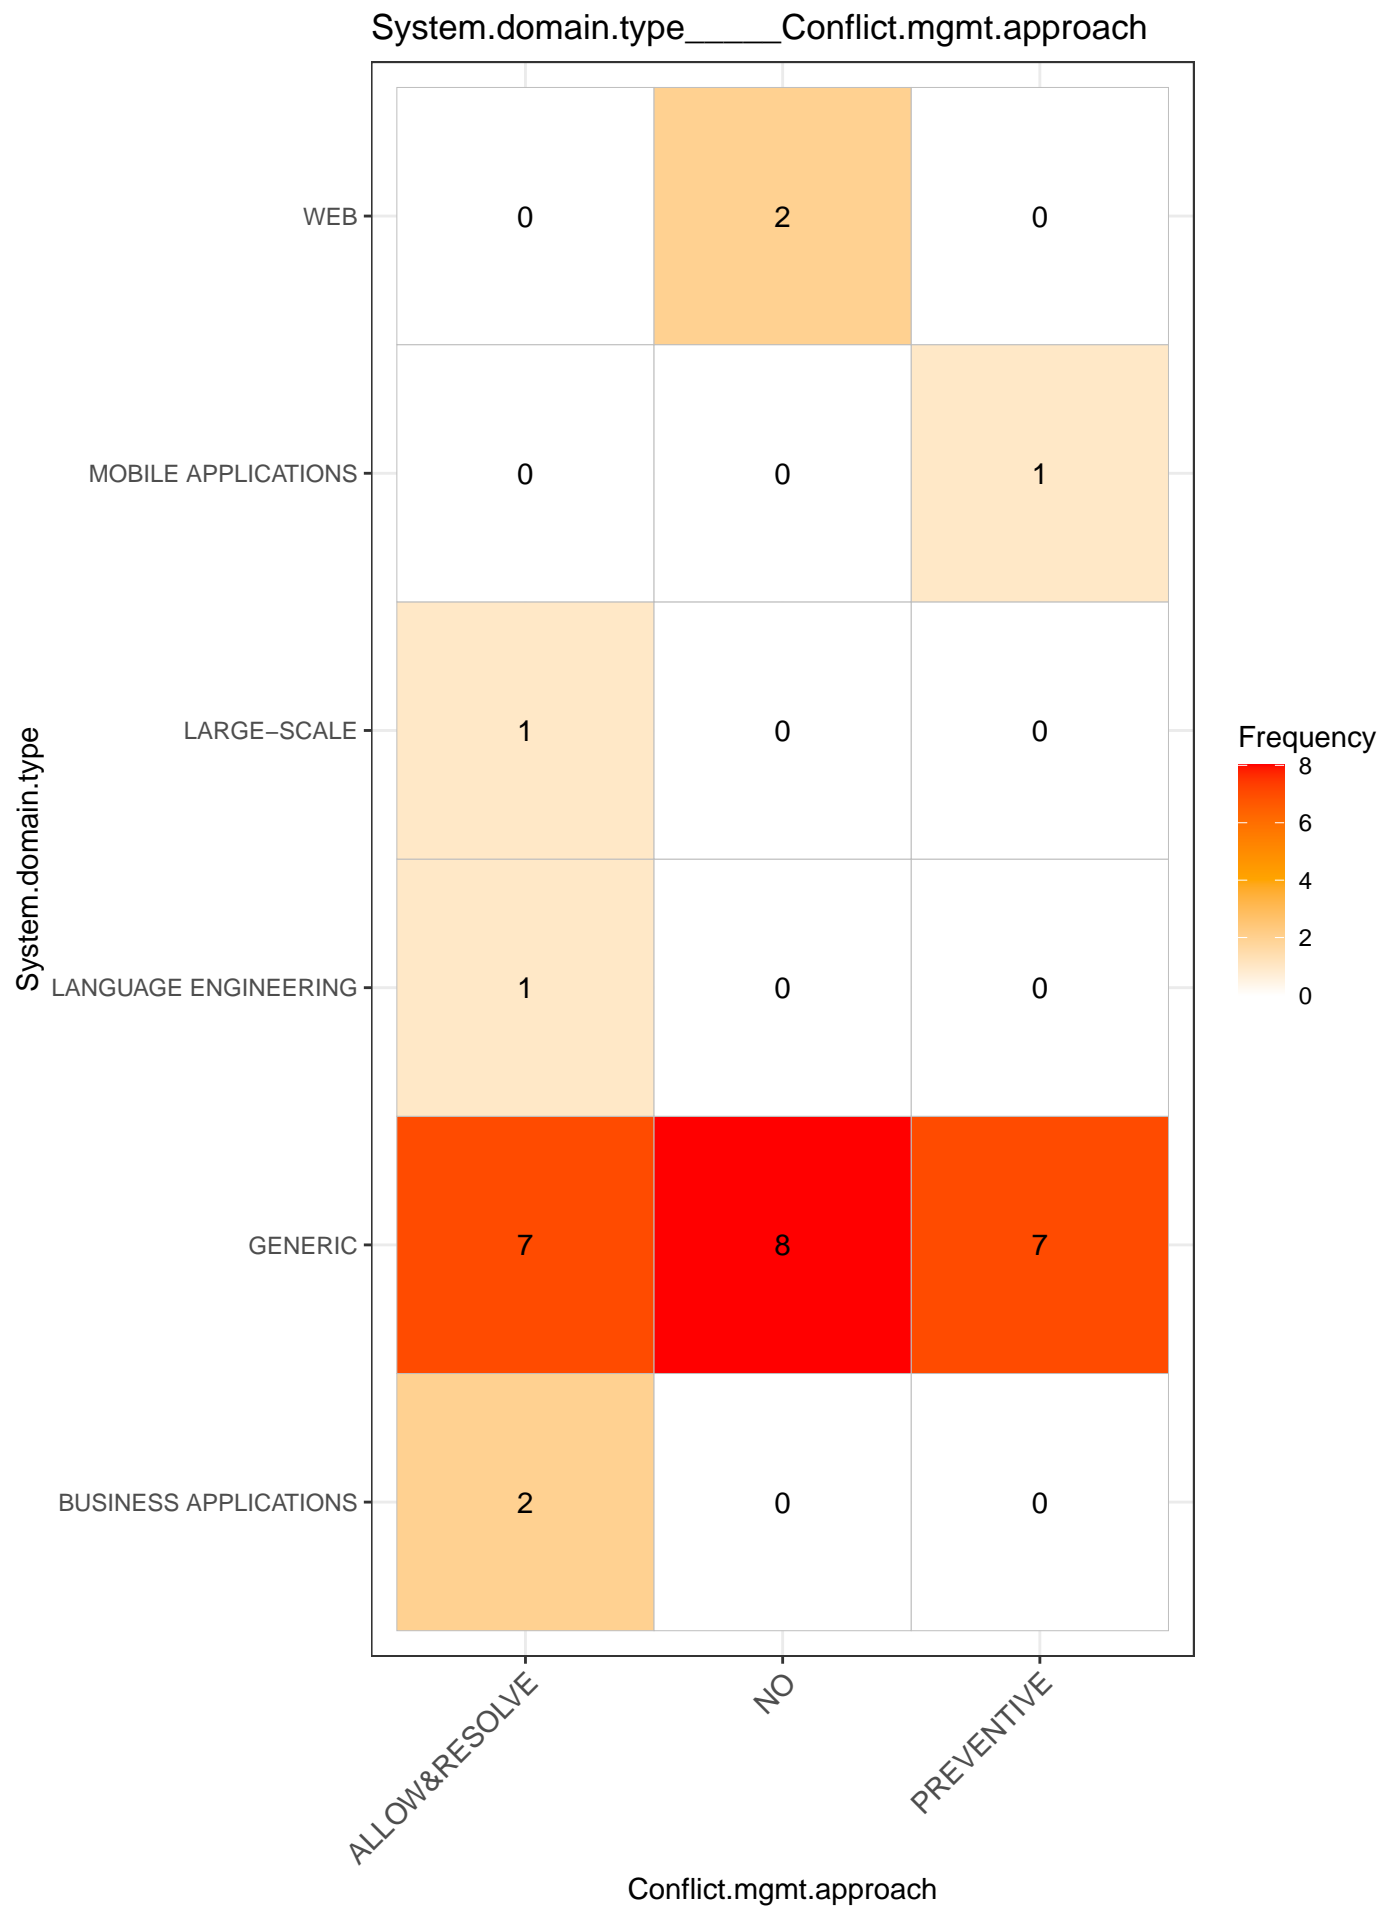 System.domain.type_____Conflict.mgmt.approach
WEB
0 2 0
MOBILE APPLICATIONS
0 0 1
LARGE−SCALE
1 0 0
LANGUAGE ENGINEERING
1 0 0
GENERIC
7 8 7
BUSINESS APPLICATIONS
2 0 0
System.domain.type
ALLOW&RESOLVE
NO
PREVENTIVE
Conflict.mgmt.approach
Frequency
8
6
4
2
0